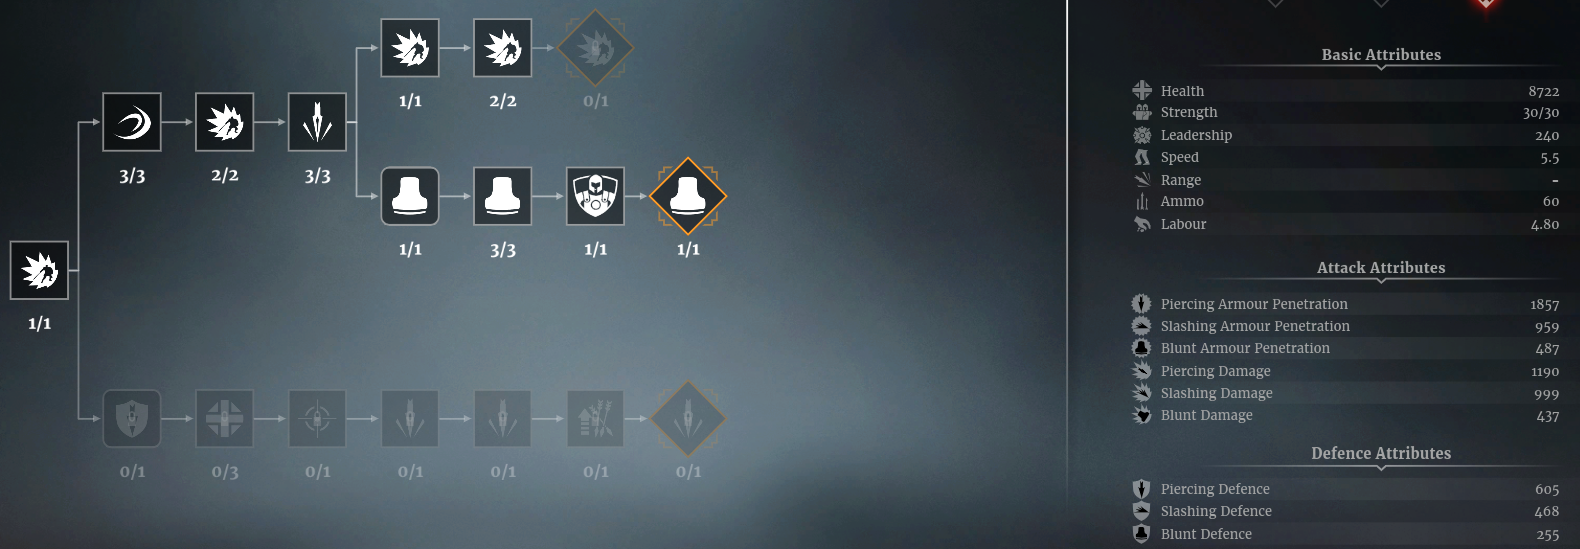 1/1
2/2
0/1
3/3
2/2
3/3
1/1
3/3
1/1
1/1
1/1
0/1
0/3
0/1
0/1
0/1
0/1
0/1
Basic Attributes
Health 8722
Strength 30/30
Leadership 240
Speed 5.5
Range -
Ammo 60
Labour 4.80
Attack Attributes
Piercing Armour Penetration 1857
Slashing Armour Penetration 959
Blunt Armour Penetration 487
Piercing Damage 1190
Slashing Damage 999
Blunt Damage 437
Defence Attributes
Piercing Defence 605
Slashing Defence 468
Blunt Defence 255